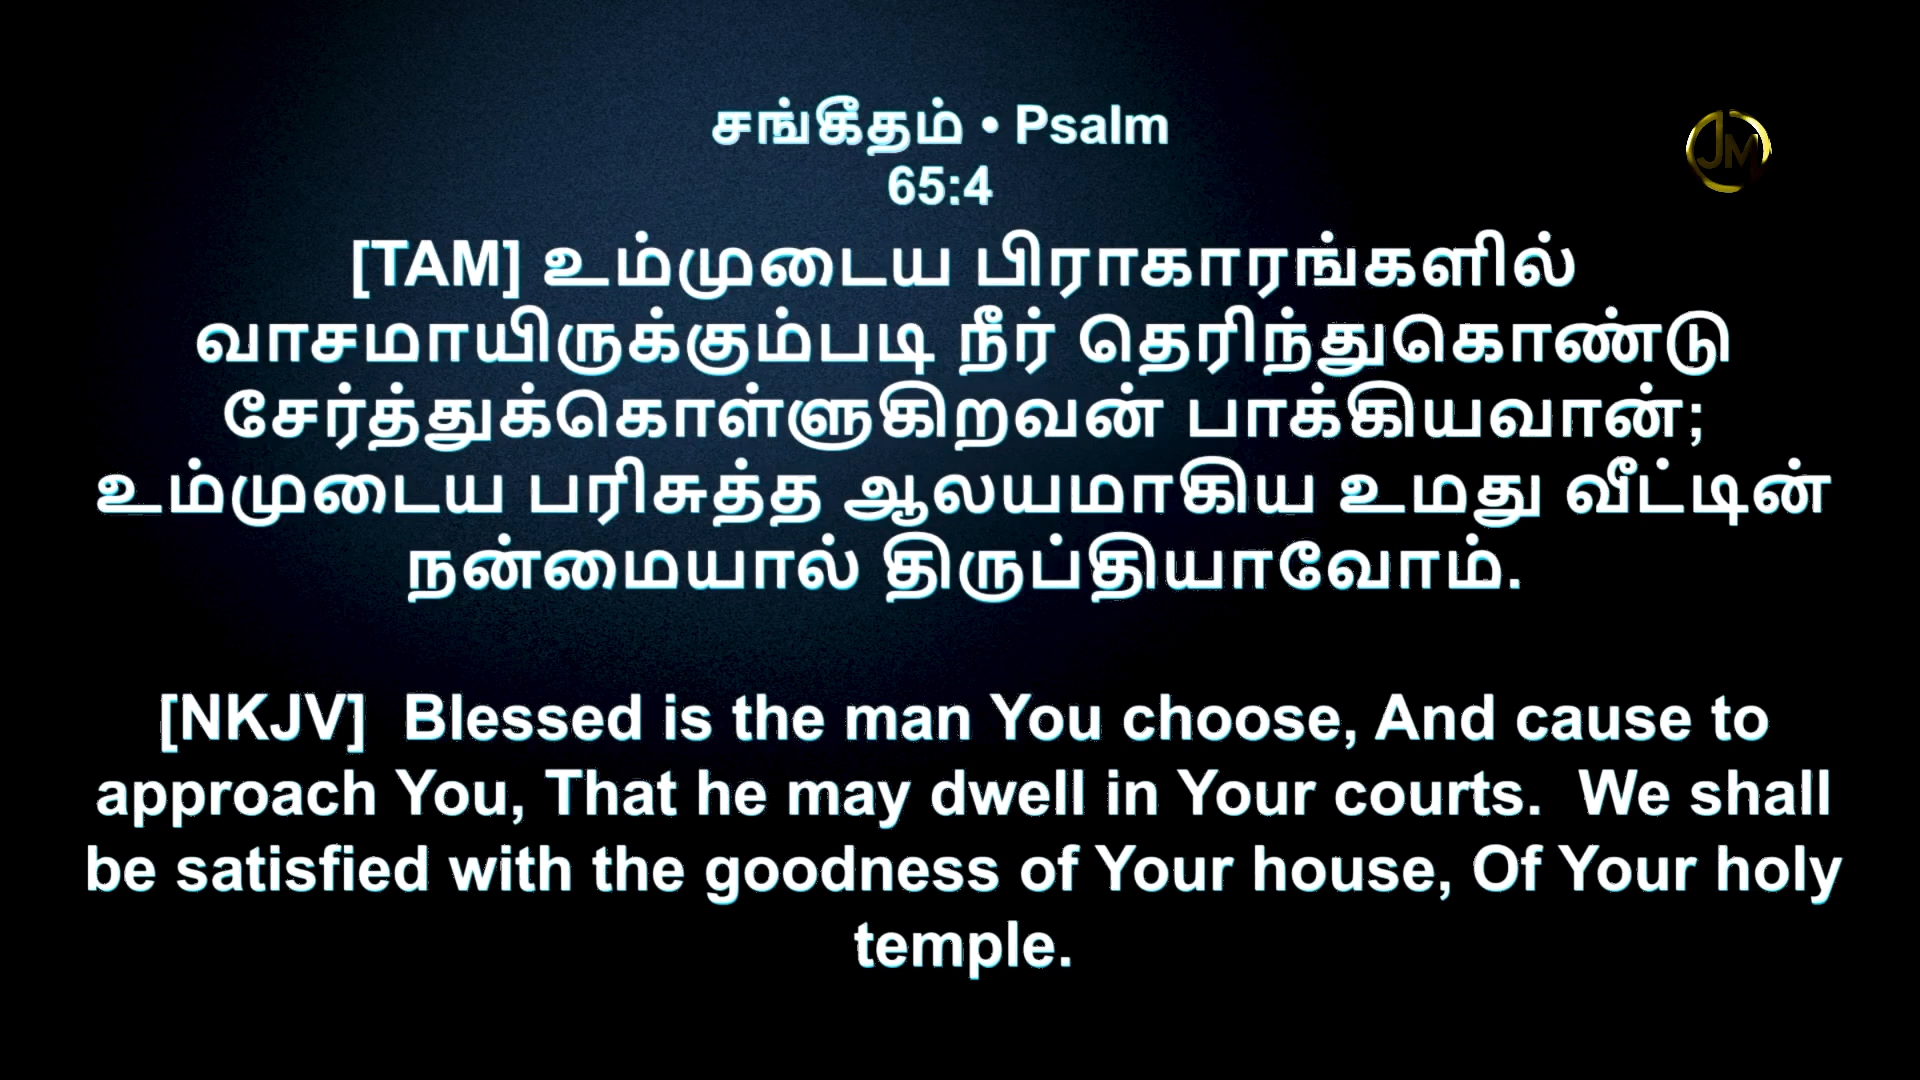 சங்கீதம் • Psalm
65:4
JM
[TAM] உம்முடைய பிராகாரங்களில்
வாசமாயிருக்கும்படி நீர் தெரிந்துகொண்டு
சேர்த்துக்கொள்ளுகிறவன் பாக்கியவான்;
உம்முடைய பரிசுத்த ஆலயமாகிய உமது வீட்டின்
நன்மையால் திருப்தியாவோம்.
[NKJV]  Blessed is the man You choose, And cause to
approach You, That he may dwell in Your courts.  We shall
be satisfied with the goodness of Your house, Of Your holy
temple.